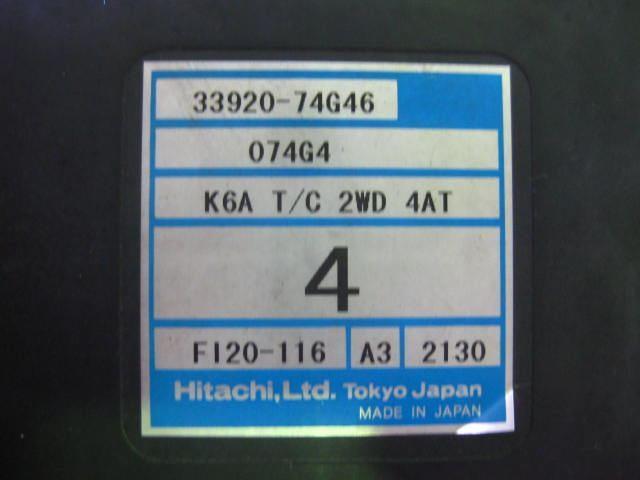 33920-74G46
074G4
K6A T/C 2WD 4AT
4
FI20-116 A3 2130
Hitachi,Ltd. Tokyo Japan
MADE IN JAPAN